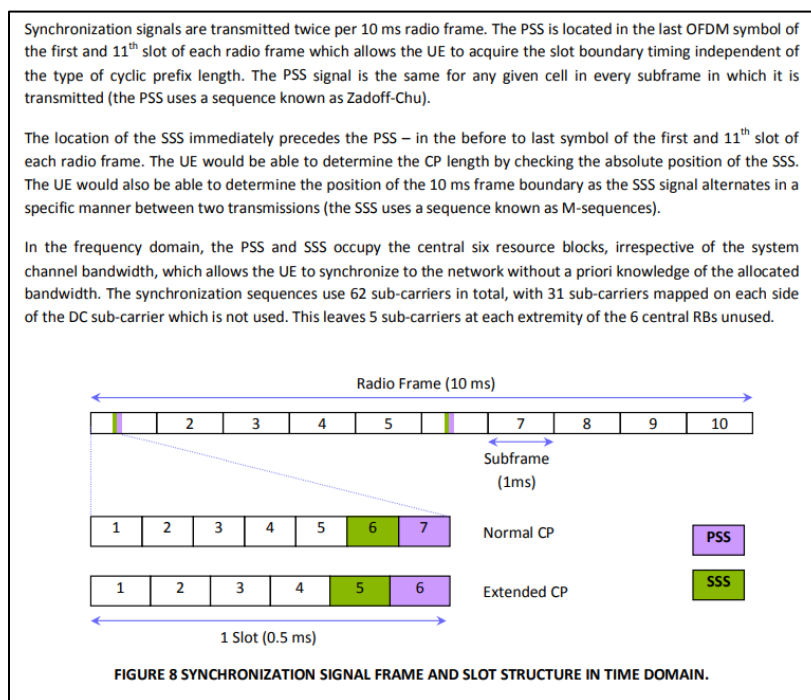 Synchronization signals are transmitted twice per 10 ms radio frame. The PSS is located in the last OFDM symbol of
the first and 11th slot of each radio frame which allows the UE to acquire the slot boundary timing independent of
the type of cyclic prefix length. The PSS signal is the same for any given cell in every subframe in which it is
transmitted (the PSS uses a sequence known as Zadoff-Chu).
The location of the SSS immediately precedes the PSS – in the before to last symbol of the first and 11th slot of
each radio frame. The UE would be able to determine the CP length by checking the absolute position of the SSS.
The UE would also be able to determine the position of the 10 ms frame boundary as the SSS signal alternates in a
specific manner between two transmissions (the SSS uses a sequence known as M-sequences).
In the frequency domain, the PSS and SSS occupy the central six resource blocks, irrespective of the system
channel bandwidth, which allows the UE to synchronize to the network without a priori knowledge of the allocated
bandwidth. The synchronization sequences use 62 sub-carriers in total, with 31 sub-carriers mapped on each side
of the DC sub-carrier which is not used. This leaves 5 sub-carriers at each extremity of the 6 central RBs unused.
Radio Frame (10 ms)
2 3 4 5 7 8 9 10
Subframe
(1ms)
1 2 3 4 5 6 7 Normal CP PSS
1 2 3 4 5 6 Extended CP SSS
1 Slot (0.5 ms)
FIGURE 8 SYNCHRONIZATION SIGNAL FRAME AND SLOT STRUCTURE IN TIME DOMAIN.